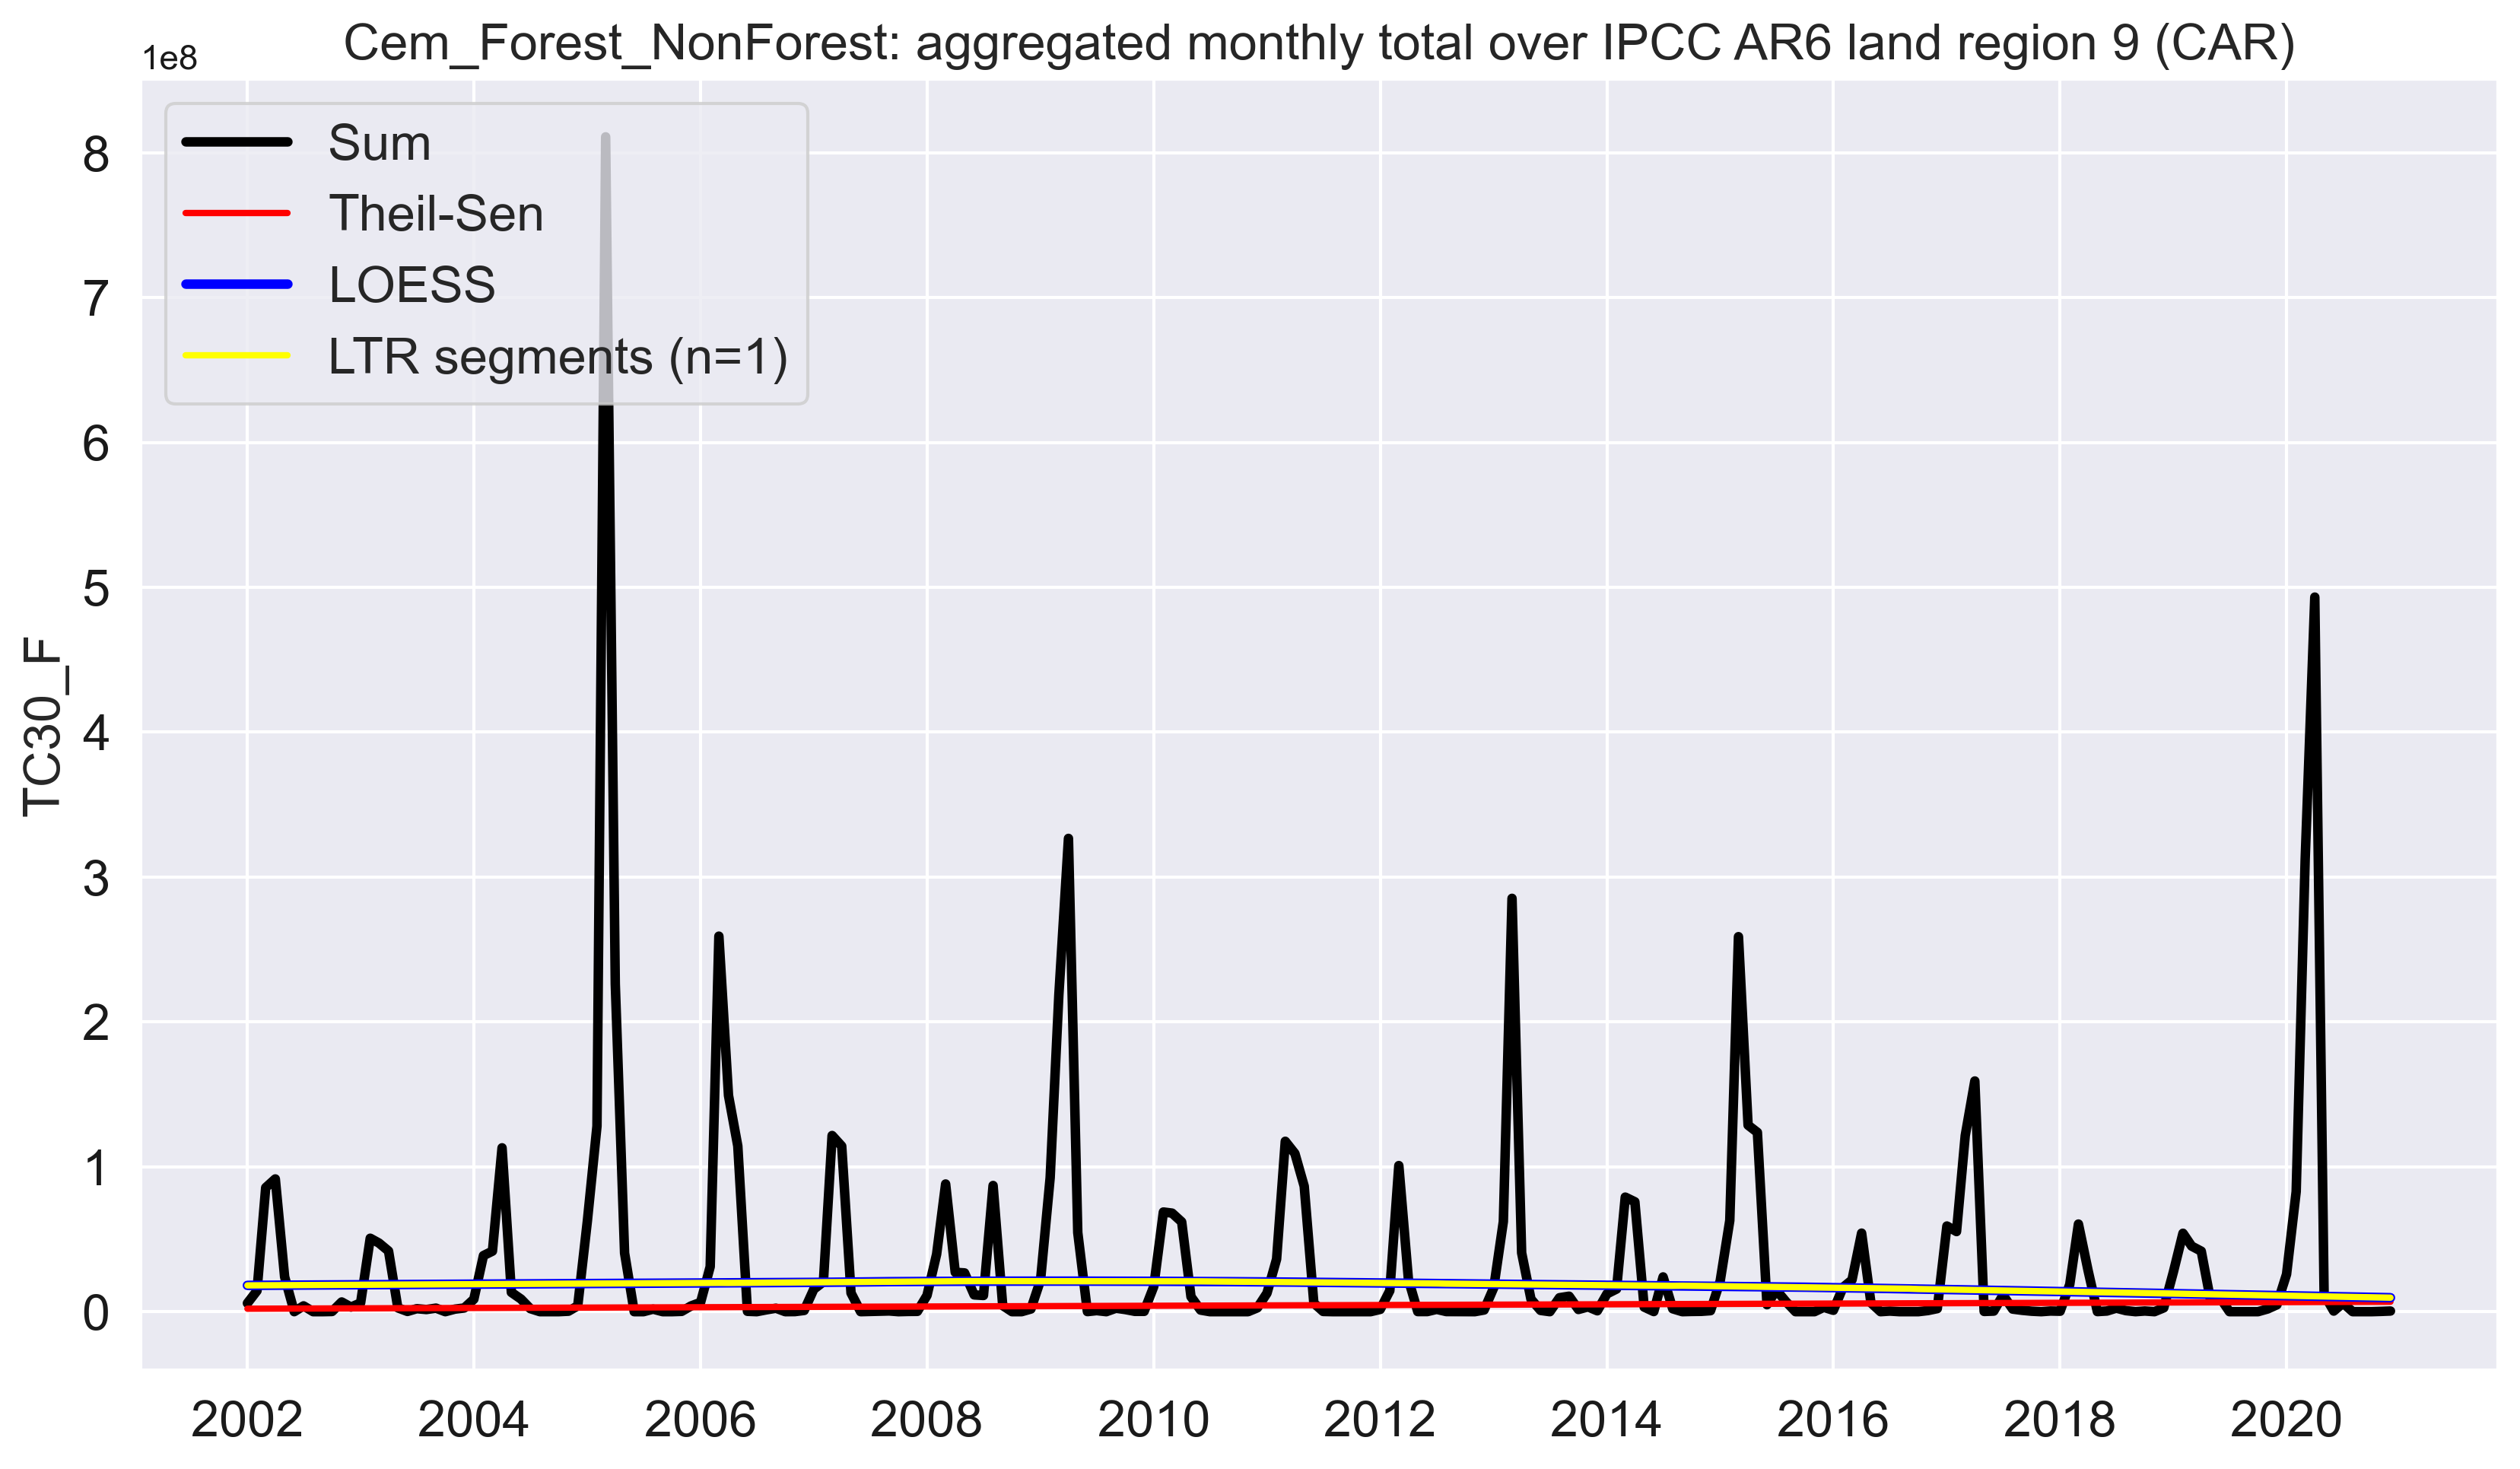 Cem_Forest_NonForest: aggregated monthly total over IPCC AR6 land region 9 (CAR)
1e8
Sum
Theil-Sen
LOESS
LTR segments (n=1)
8
7
6
5
4
3
2
1
0
TC30_F
2002 2004 2006 2008 2010 2012 2014 2016 2018 2020